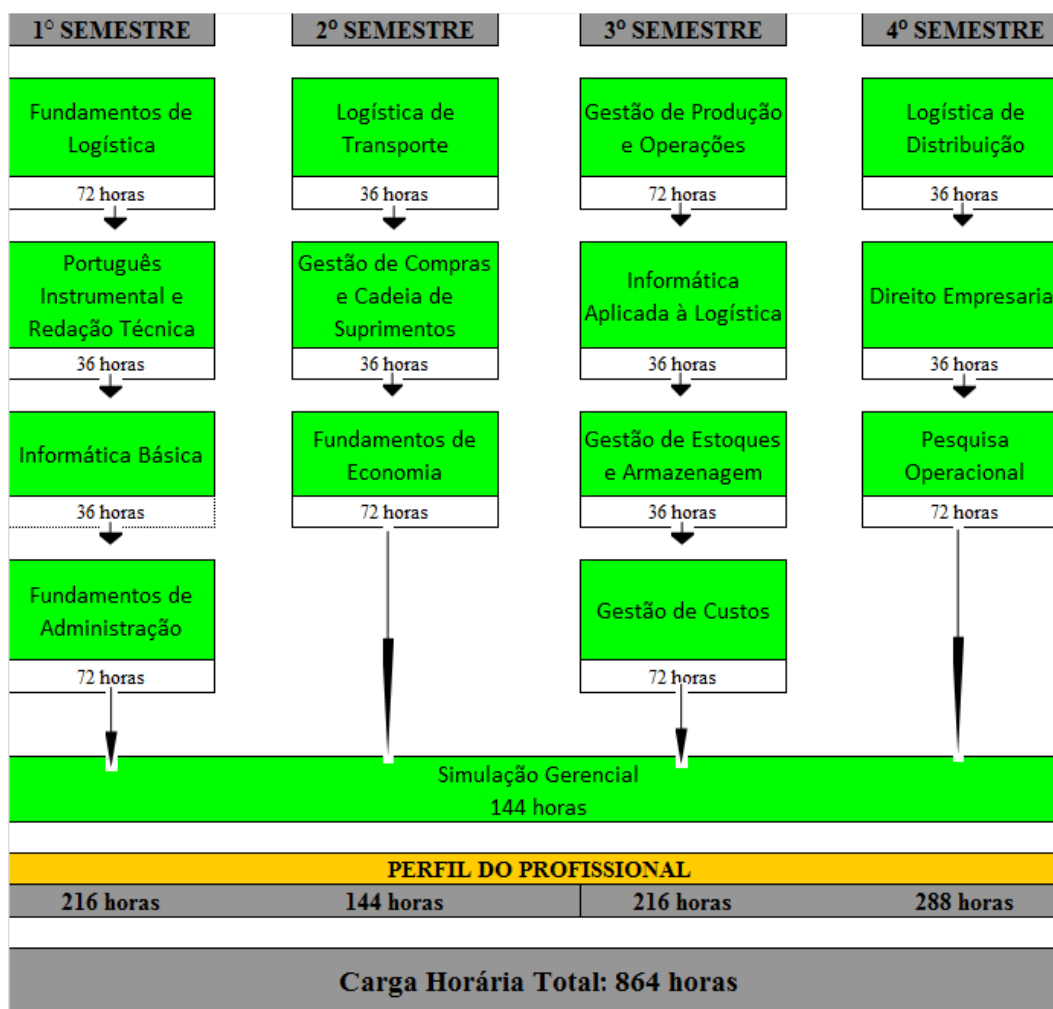 1° SEMESTRE
2º SEMESTRE
3º SEMESTRE
4º SEMESTRE
Fundamentos de
Logística
72 horas
Português
Instrumental e
Redação Técnica
36 horas
Informática Básica
36 horas
Fundamentos de
Administração
72 horas
Logística de
Transporte
36 horas
Gestão de Compras
e Cadeia de
Suprimentos
36 horas
Fundamentos de
Economia
72 horas
Gestão de Produção
e Operações
72 horas
Informática
Aplicada à Logística
36 horas
Gestão de Estoques
e Armazenagem
36 horas
Gestão de Custos
72 horas
Logística de
Distribuição
36 horas
Direito Empresaria
36 horas
Pesquisa
Operacional
72 horas
Simulação Gerencial
144 horas
PERFIL DO PROFISSIONAL
216 horas
144 horas
216 horas
288 horas
Carga Horária Total: 864 horas